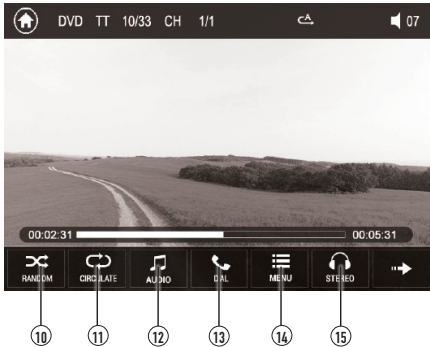 DVD TT 10/33 CH 1/1 A 07
00:02:31 00:05:31
RANDOM CIRCULATE AUDIO DIAL MENU STEREO
10 11 12 13 14 15